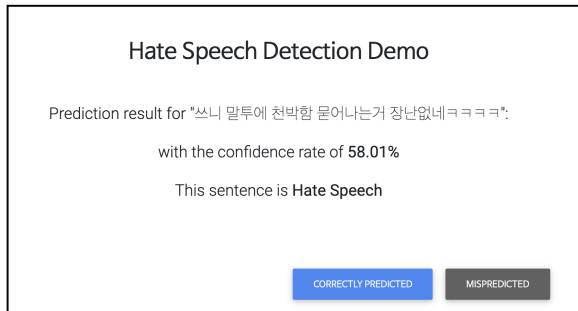 Hate Speech Detection Demo
Prediction result for "쓰니 말투에 천박함 묻어나는거 장난없네ㅋㅋㅋㅋ":
with the confidence rate of 58.01%
This sentence is Hate Speech
CORRECTLY PREDICTED
MISPREDICTED